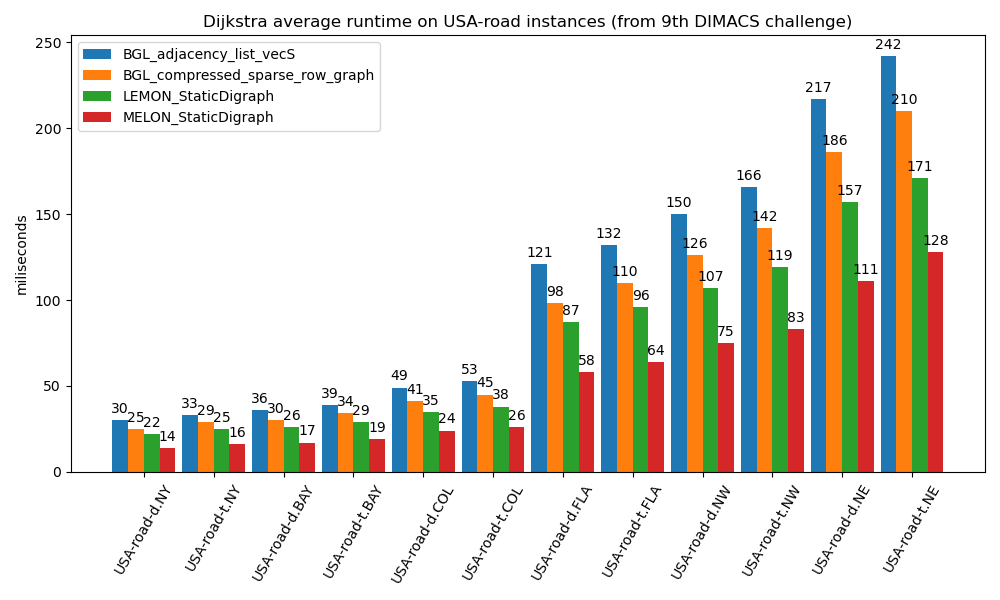 Dijkstra average runtime on USA-road instances (from 9th DIMACS challenge)
BGL_adjacency_list_vecS
BGL_compressed_sparse_row_graph
LEMON_StaticDigraph
MELON_StaticDigraph
miliseconds
250
200
150
100
50
0
30 25 22 14
33 29 25 16
36 30 26 17
39 34 29 19
49 41 35 24
53 45 38 26
121 98 87 58
132 110 96 64
150 126 107 75
166 142 119 83
217 186 157 111
242 210 171 128
USA-road-d.NY
USA-road-t.NY
USA-road-d.BAY
USA-road-t.BAY
USA-road-d.COL
USA-road-t.COL
USA-road-d.FLA
USA-road-t.FLA
USA-road-d.NW
USA-road-t.NW
USA-road-d.NE
USA-road-t.NE